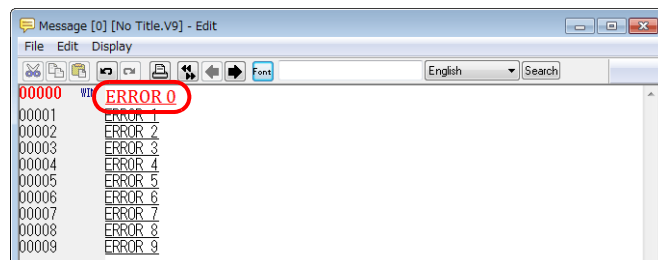 Message [0] [No Title.V9] - Edit
File Edit Display
Font English Search
00000 ERROR 0
00001 ERROR 1
00002 ERROR 2
00003 ERROR 3
00004 ERROR 4
00005 ERROR 5
00006 ERROR 6
00007 ERROR 7
00008 ERROR 8
00009 ERROR 9